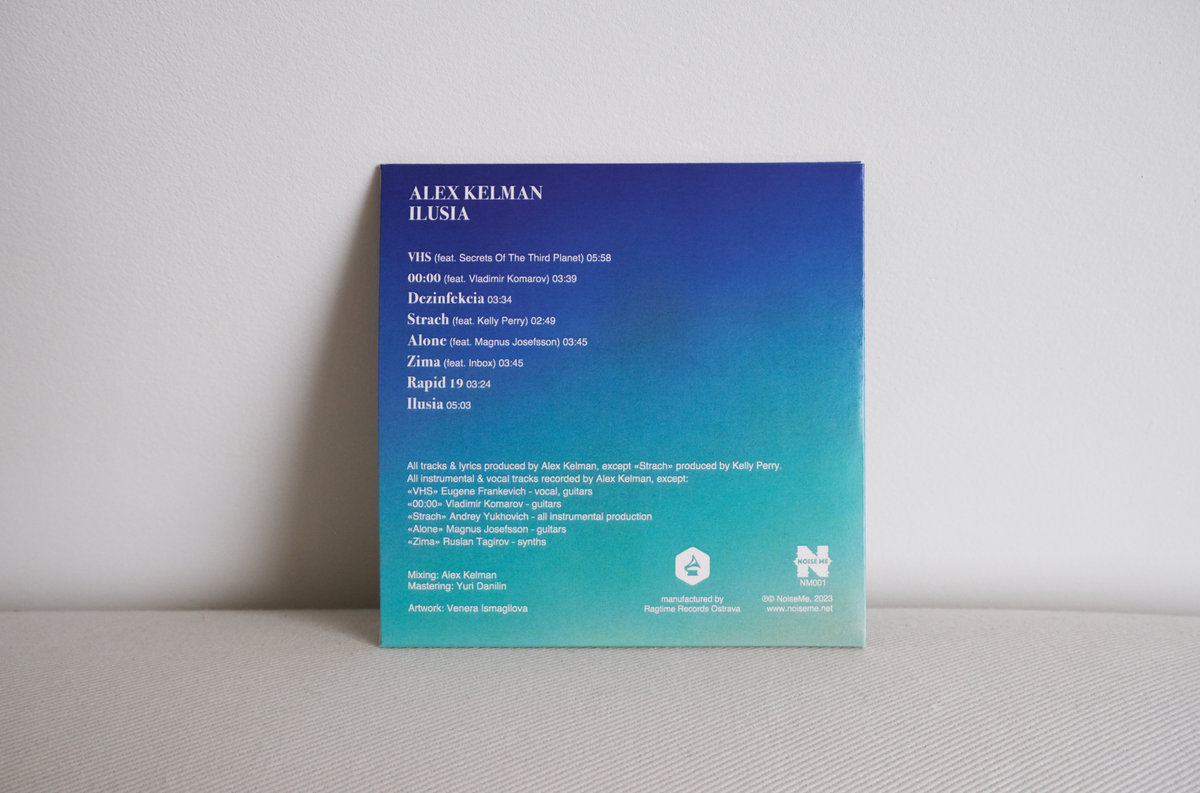 ALEX KELMAN
ILUSIA
VHS (feat. Secrets Of The Third Planet) 05:58
00:00 (feat. Vladimir Komarov) 03:39
Dezinfekcia 03:34
Strach (feat. Kelly Perry) 02:49
Alone (feat. Magnus Josefsson) 03:45
Zima (feat. Inbox) 03:45
Rapid 19 03:24
Ilusia 05:03
All tracks & lyrics produced by Alex Kelman, except «Strach» produced by Kelly Perry.
All instrumental & vocal tracks recorded by Alex Kelman, except:
«VHS» Eugene Frankevich - vocal, guitars
«00:00» Vladimir Komarov - guitars
«Strach» Andrey Yukhovich - all instrumental production
«Alone» Magnus Josefsson - guitars
«Zima» Ruslan Tagirov - synths
Mixing: Alex Kelman
Mastering: Yuri Danilin
Artwork: Venera Ismagilova
manufactured by
Ragtime Records Ostrava
N
NOISE ME
NM001
℗© NoiseMe, 2023
www.noiseme.net